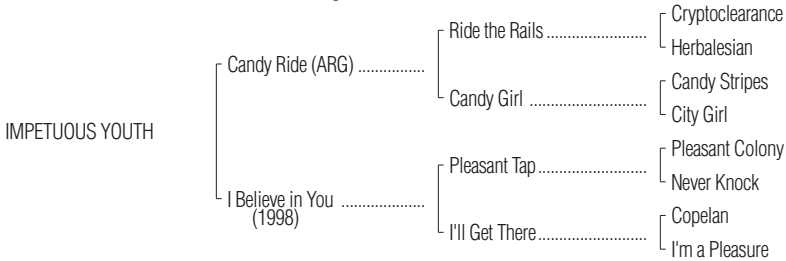 Cryptoclearance
Ride the Rails ........................
Herbalesian
Candy Ride (ARG) ................
Candy Stripes
Candy Girl ............................
City Girl
IMPETUOUS YOUTH
Pleasant Colony
Pleasant Tap..........................
Never Knock
I Believe in You ....................
(1998)
Copelan
I'll Get There..........................
I'm a Pleasure